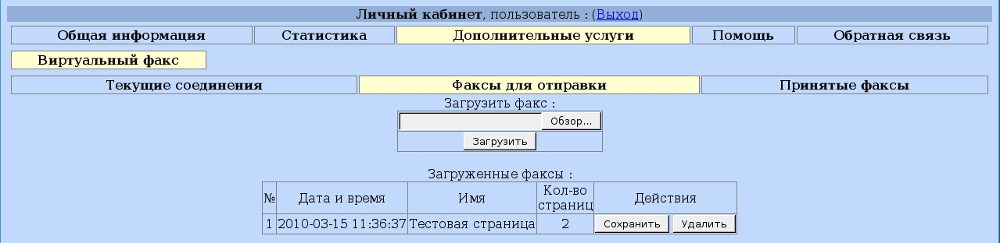 Личный кабинет, пользователь : (Выход)
Общая информация Статистика Дополнительные услуги Помощь Обратная связь
Виртуальный факс
Текущие соединения Факсы для отправки Принятые факсы
Загрузить факс :
Обзор...
Загрузить
Загруженные факсы :
№ Дата и время Имя Кол-во страниц Действия
1 2010-03-15 11:36:37 Тестовая страница 2 Сохранить Удалить